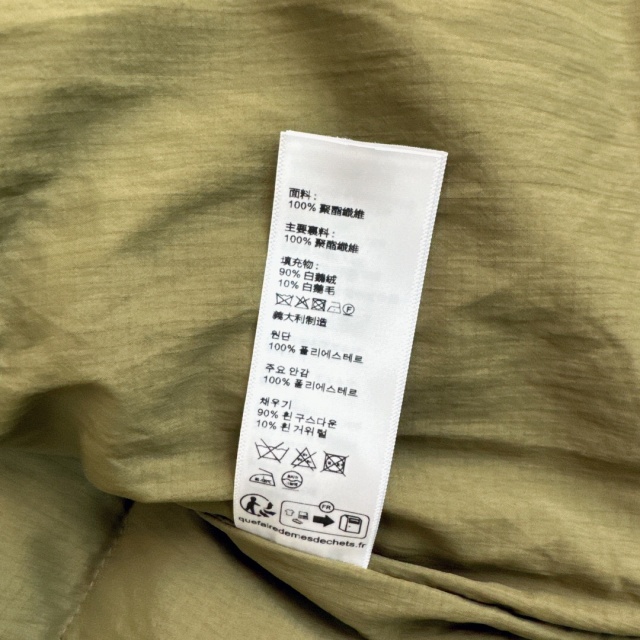 面料 :
100% 聚脂纖維
主要裏料 :
100% 聚脂纖維
填充物 :
90% 白鵝絨
10% 白鵝毛
P
義大利制造
원단
100% 폴리에스테르
주요 안감
100% 폴리에스테르
채우기
90% 흰 구스다운
10% 흰 거위 털
FR
quefairedemesdechets.fr